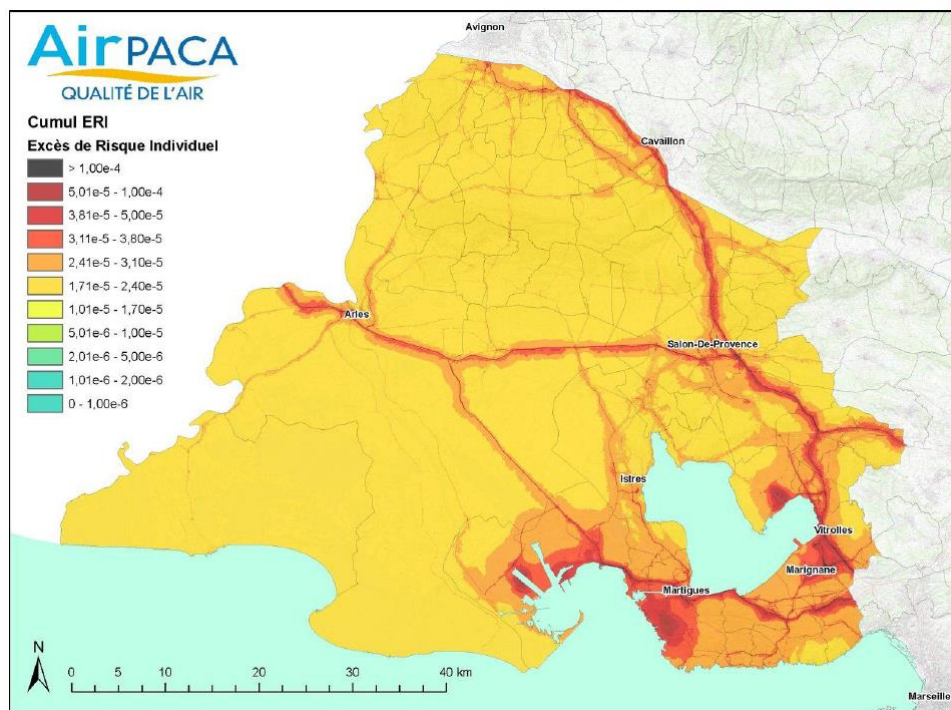 Avignon
AirPACA
QUALITÉ DE L'AIR
Cumul ERI
Excès de Risque Individuel
> 1,00e-4
5,01e-5 - 1,00e-4
3,81e-5 - 5,00e-5
3,11e-5 - 3,80e-5
2,41e-5 - 3,10e-5
1,71e-5 - 2,40e-5
1,01e-5 - 1,70e-5
5,01e-6 - 1,00e-5
2,01e-6 - 5,00e-6
1,01e-6 - 2,00e-6
0 - 1,00e-6
Cavaillon
Arles
Salon-De-Provence
Istres
Vitrolles
Marignane
Martigues
N
0 5 10 20 30 40 km
Marseille